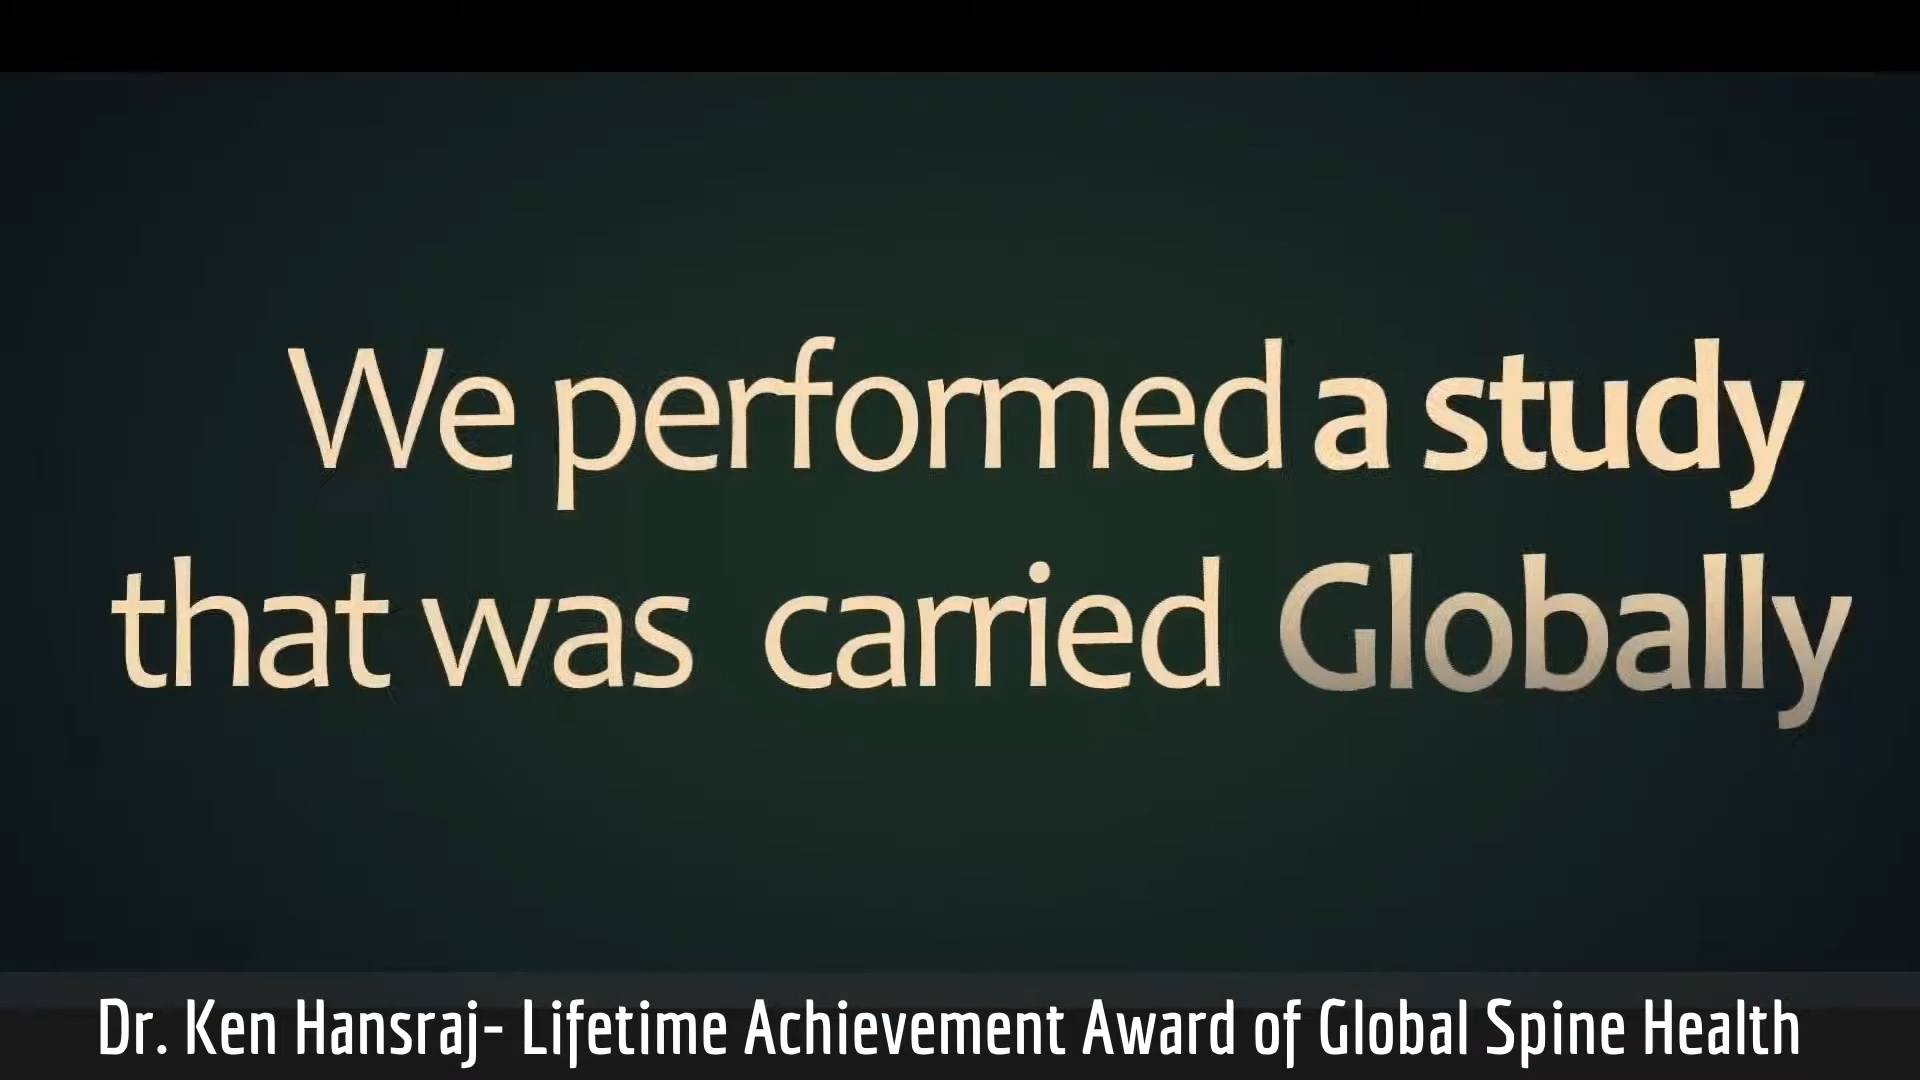 We performed a study
that was carried Globally
Dr. Ken Hansraj- Lifetime Achievement Award of Global Spine Health